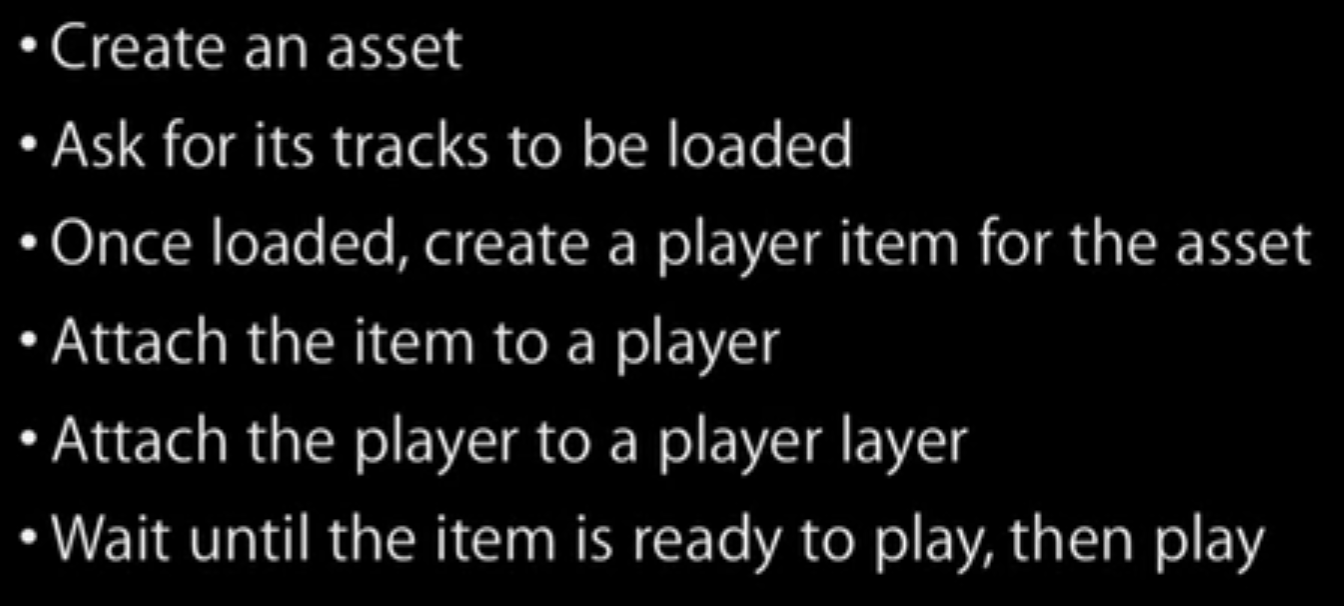 • Create an asset
• Ask for its tracks to be loaded
• Once loaded, create a player item for the asset
• Attach the item to a player
• Attach the player to a player layer
• Wait until the item is ready to play, then play